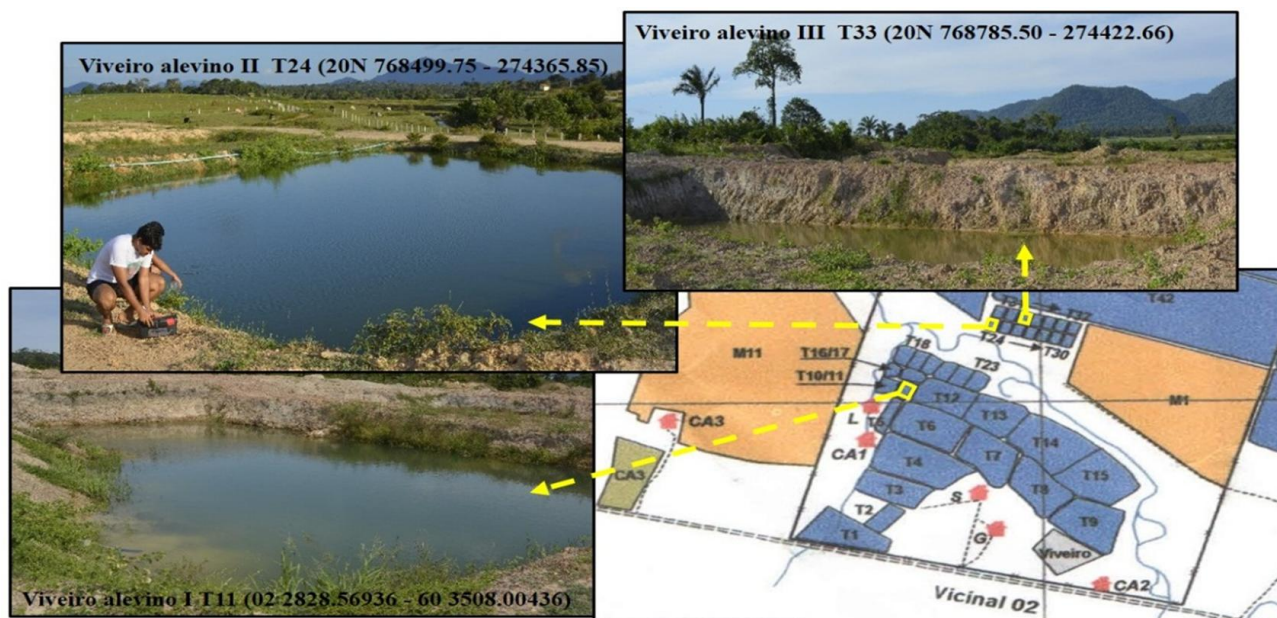 Viveiro alevino II T24 (20N 768499.75 - 274365.85)
Viveiro alevino III T33 (20N 768785.50 - 274422.66)
Viveiro alevino I T11 (02 2828.56936 - 60 3508.00436)
T42
T32
T24
T30
M11
T18
T16/17
T23
T10/11
M1
T12
L
T5
CA3
T13
T6
CA1
T14
CA3
T4
T7
T15
T3
S
T8
T2
T9
T1
G
Viveiro
CA2
Vicinal 02